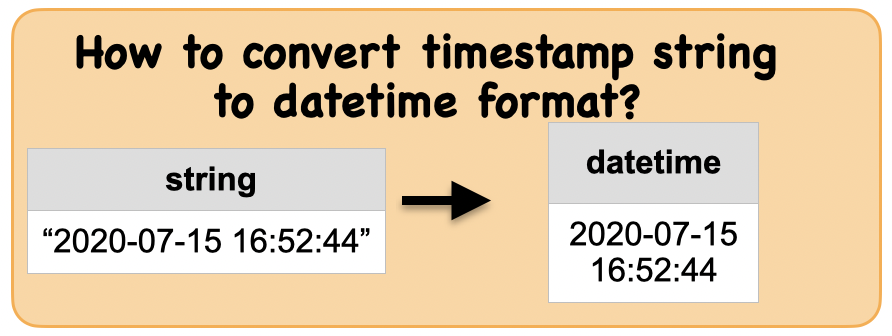 How to convert timestamp string
to datetime format?
string
“2020-07-15 16:52:44”
datetime
2020-07-15
16:52:44